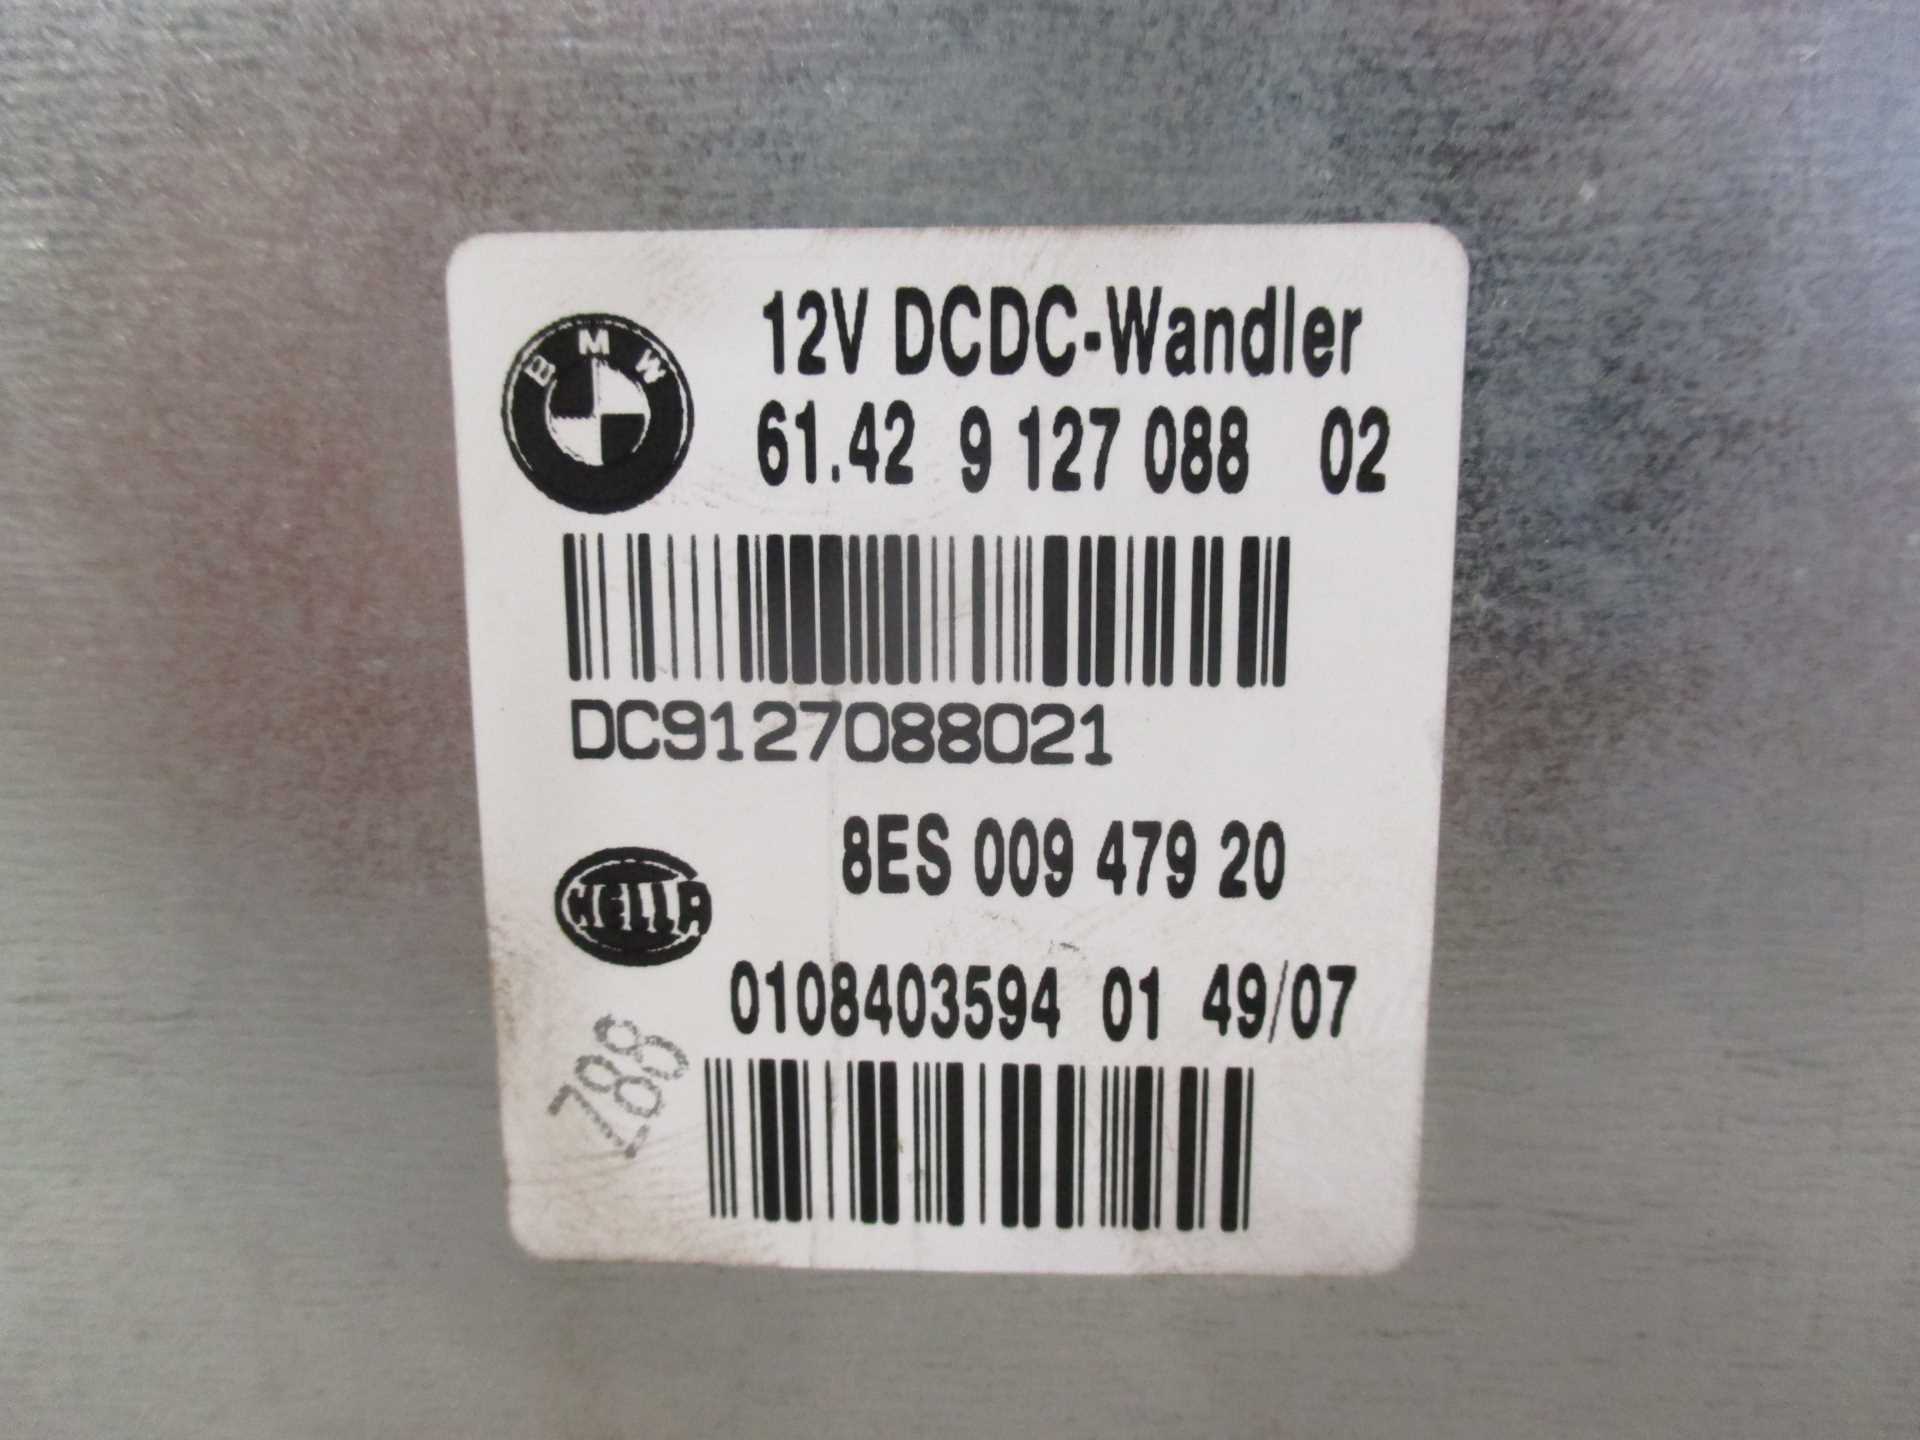 BMW
12V DCDC-Wandler
61.42 9 127 088 02
DC9127088021
8ES 009 479 20
HELLA
0108403594 01 49/07
788